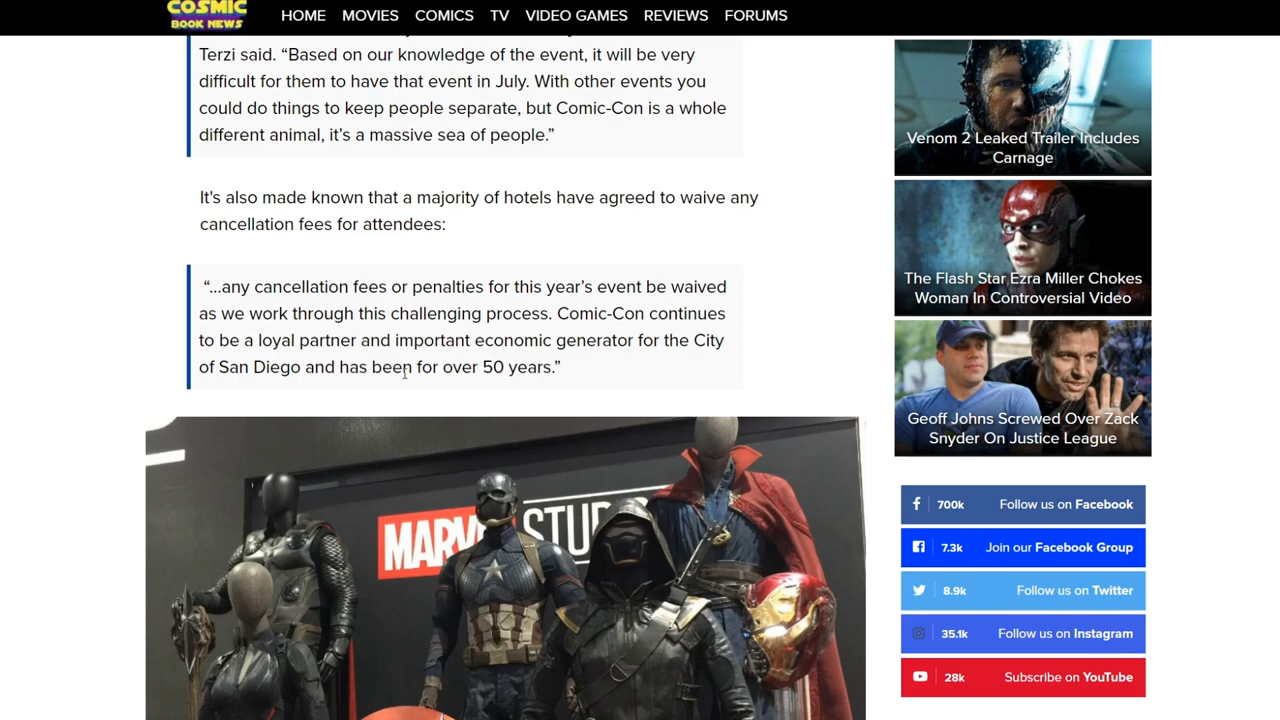 COSMIC
BOOK NEWS
HOME MOVIES COMICS TV VIDEO GAMES REVIEWS FORUMS
Terzi said. “Based on our knowledge of the event, it will be very
difficult for them to have that event in July. With other events you
could do things to keep people separate, but Comic-Con is a whole
different animal, it’s a massive sea of people.”
It's also made known that a majority of hotels have agreed to waive any
cancellation fees for attendees:
“...any cancellation fees or penalties for this year’s event be waived
as we work through this challenging process. Comic-Con continues
to be a loyal partner and important economic generator for the City
of San Diego and has been for over 50 years.”
MARVEL STUD
Venom 2 Leaked Trailer Includes
Carnage
The Flash Star Ezra Miller Chokes
Woman In Controversial Video
Geoff Johns Screwed Over Zack
Snyder On Justice League
700k Follow us on Facebook
7.3k Join our Facebook Group
8.9k Follow us on Twitter
35.1k Follow us on Instagram
28k Subscribe on YouTube